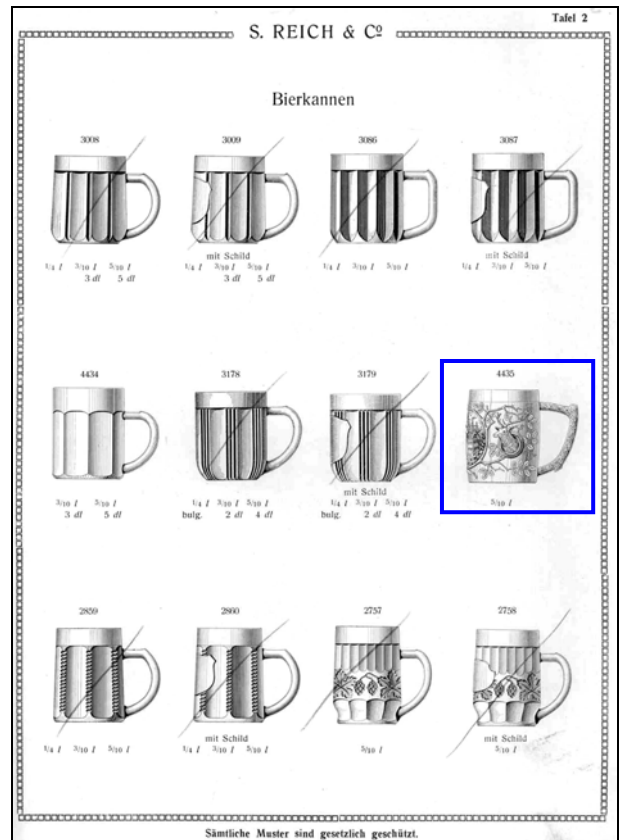 Tafel 2
S. REICH & Cº
Bierkannen
3008 3009 3086 3087
mit Schild mit Schild
1/4 l 3/10 l 5/10 l 1/4 l 3/10 l 5/10 l 1/4 l 3/10 l 5/10 l 1/4 l 3/10 l 5/10 l
3 dl 5 dl 3 dl 5 dl
4434 3178 3179 4435
mit Schild
3/10 l 5/10 l 1/4 l 3/10 l 5/10 l 1/4 l 3/10 l 5/10 l 5/10 l
3 dl 5 dl bulg. 2 dl 4 dl bulg. 2 dl 4 dl
2859 2860 2757 2758
mit Schild mit Schild
1/4 l 3/10 l 5/10 l 1/4 l 3/10 l 5/10 l 5/10 l 5/10 l
Sämtliche Muster sind gesetzlich geschützt.